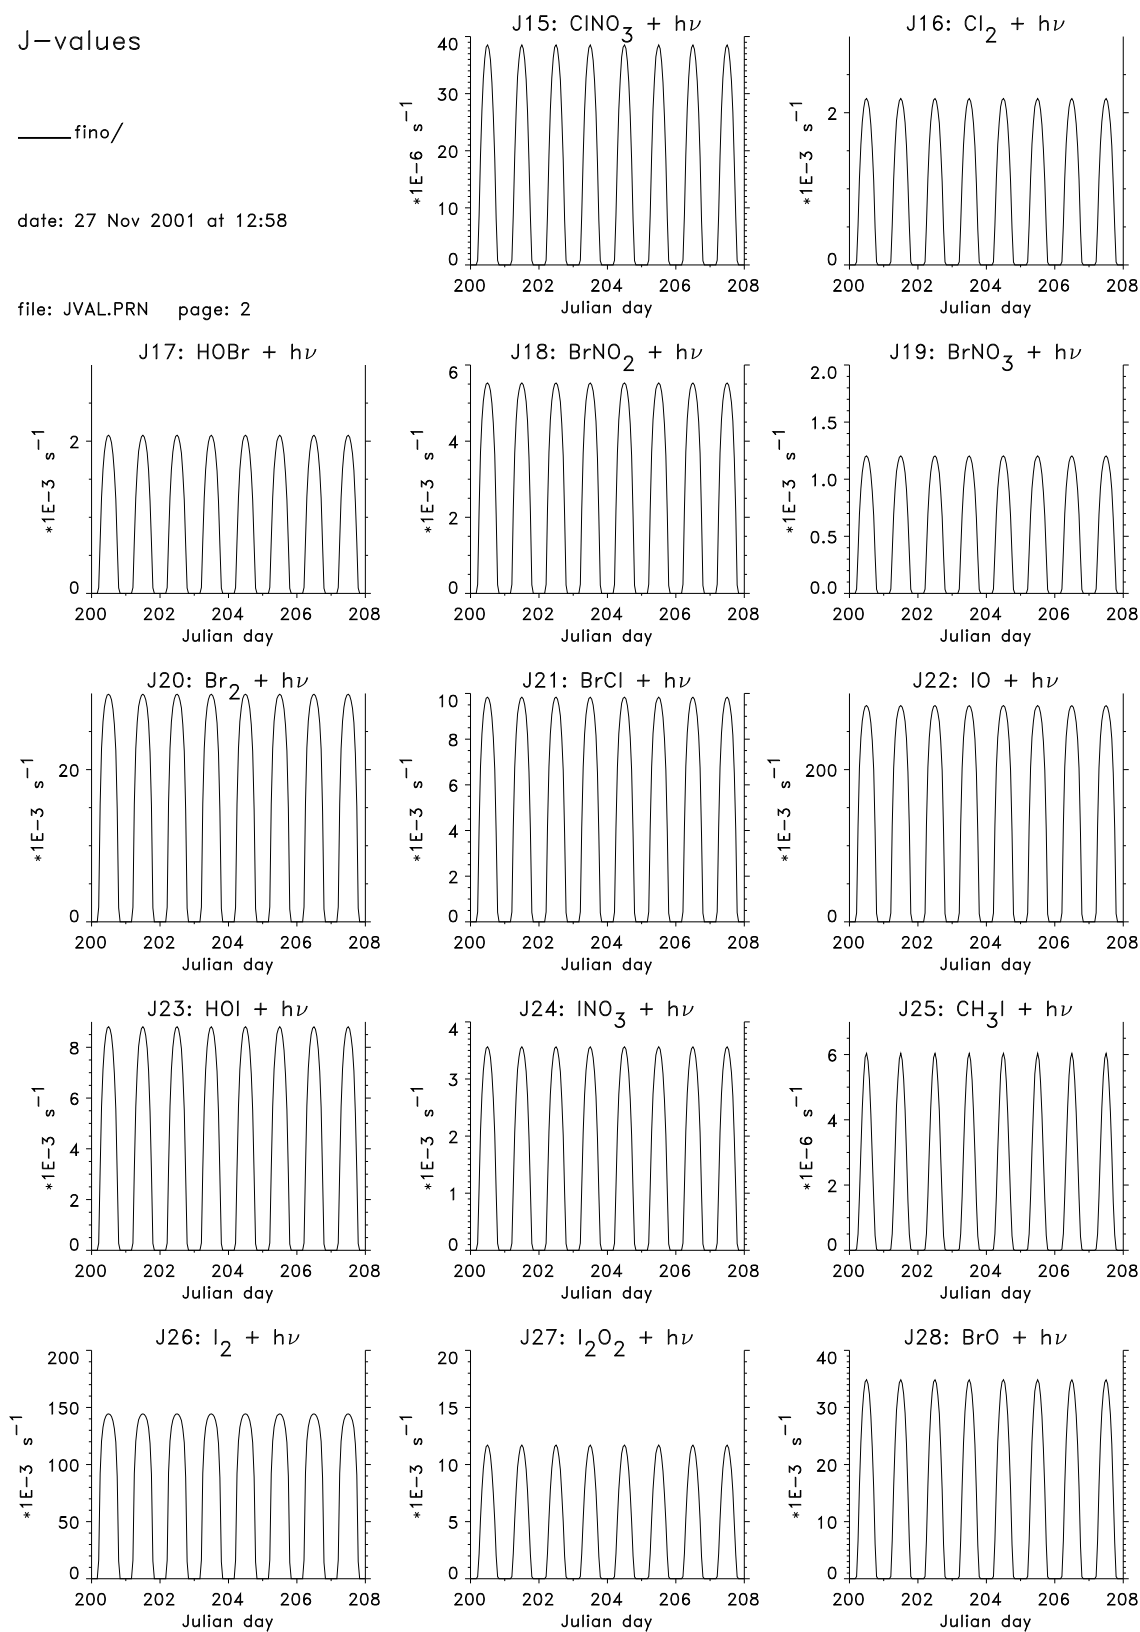 J-values
fino/
date: 27 Nov 2001 at 12:58
file: JVAL.PRN page: 2
J15: ClNO3 + hν
*1E-6 s−1
40
30
20
10
0
200 202 204 206 208
Julian day
J16: Cl2 + hν
*1E-3 s−1
2
0
200 202 204 206 208
Julian day
J17: HOBr + hν
*1E-3 s−1
2
0
200 202 204 206 208
Julian day
J18: BrNO2 + hν
*1E-3 s−1
6
4
2
0
200 202 204 206 208
Julian day
J19: BrNO3 + hν
*1E-3 s−1
2.0
1.5
1.0
0.5
0.0
200 202 204 206 208
Julian day
J20: Br2 + hν
*1E-3 s−1
20
0
200 202 204 206 208
Julian day
J21: BrCl + hν
*1E-3 s−1
10
8
6
4
2
0
200 202 204 206 208
Julian day
J22: IO + hν
*1E-3 s−1
200
0
200 202 204 206 208
Julian day
J23: HOI + hν
*1E-3 s−1
8
6
4
2
0
200 202 204 206 208
Julian day
J24: INO3 + hν
*1E-3 s−1
4
3
2
1
0
200 202 204 206 208
Julian day
J25: CH3I + hν
*1E-6 s−1
6
4
2
0
200 202 204 206 208
Julian day
J26: I2 + hν
*1E-3 s−1
200
150
100
50
0
200 202 204 206 208
Julian day
J27: I2O2 + hν
*1E-3 s−1
20
15
10
5
0
200 202 204 206 208
Julian day
J28: BrO + hν
*1E-3 s−1
40
30
20
10
0
200 202 204 206 208
Julian day